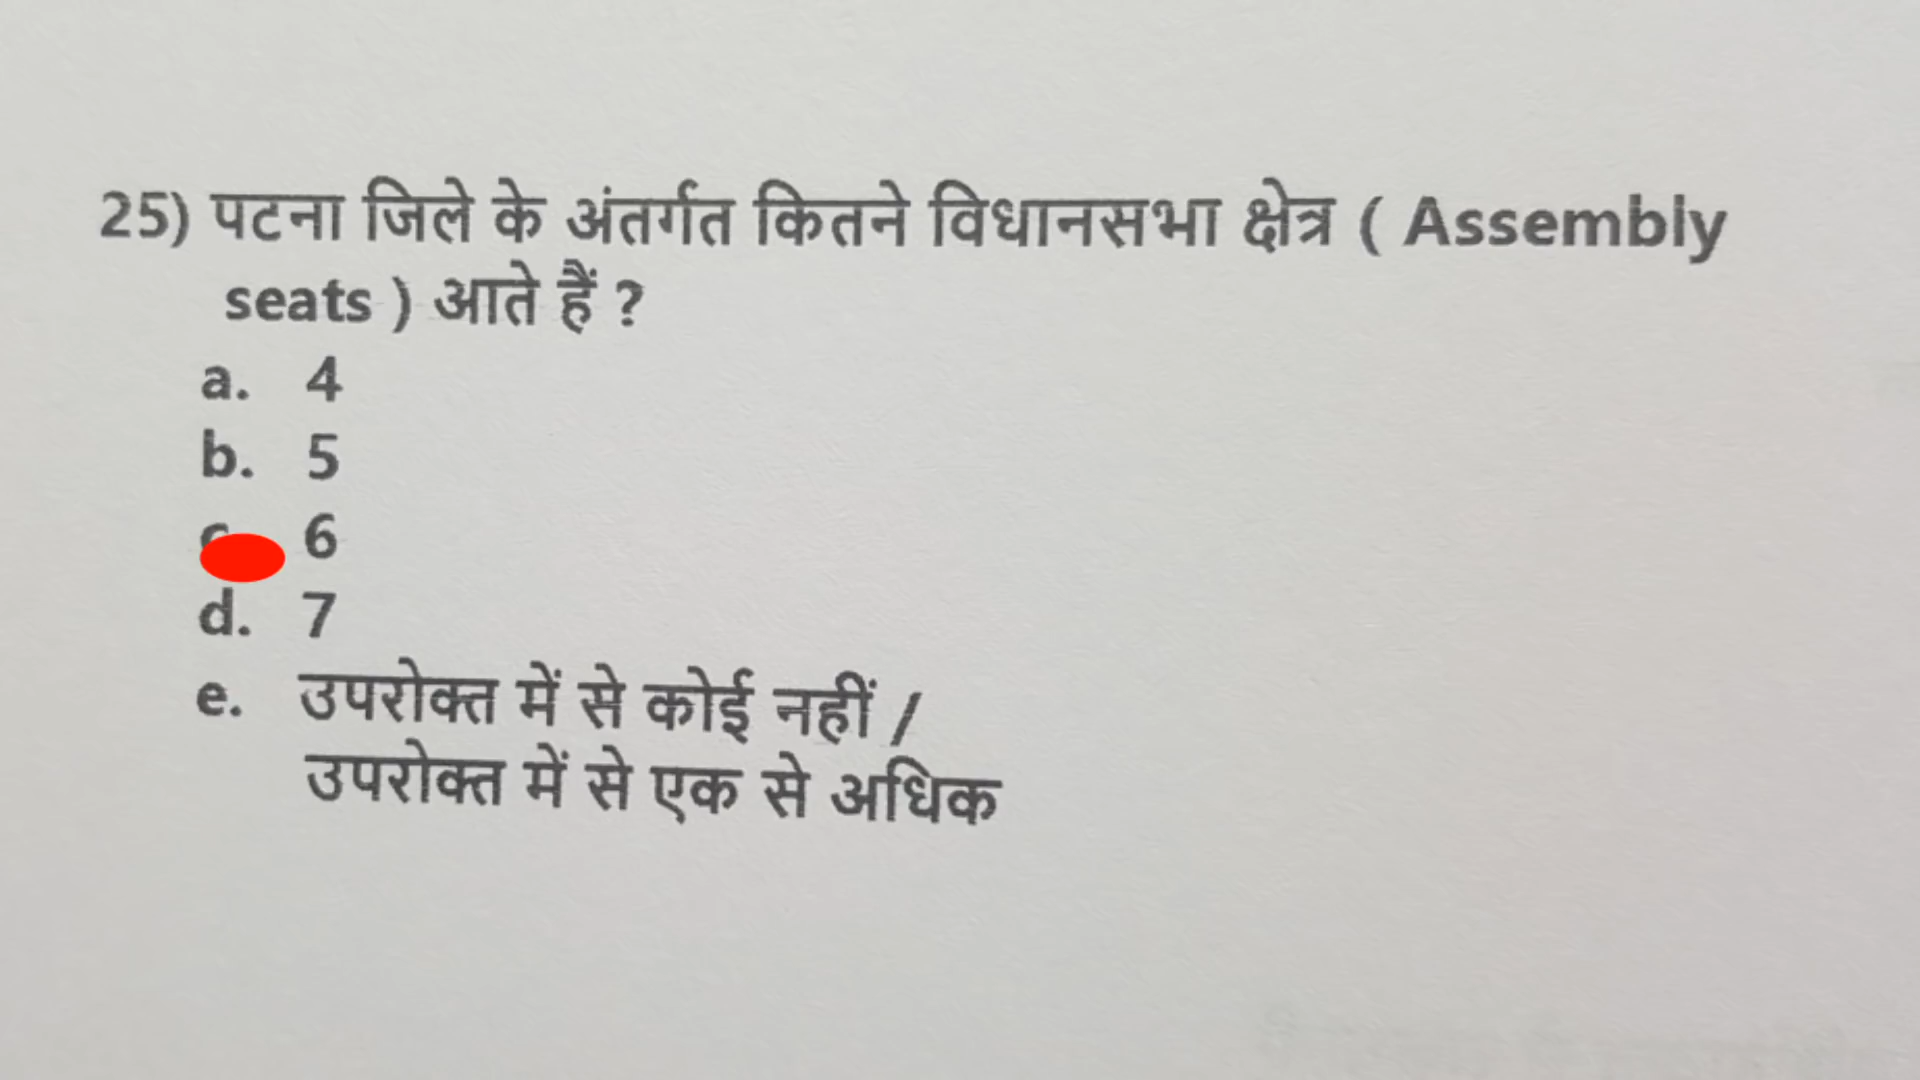 25) पटना जिले के अंतर्गत कितने विधानसभा क्षेत्र ( Assembly
seats ) आते हैं ?
a. 4
b. 5
c. 6
d. 7
e. उपरोक्त में से कोई नहीं /
उपरोक्त में से एक से अधिक